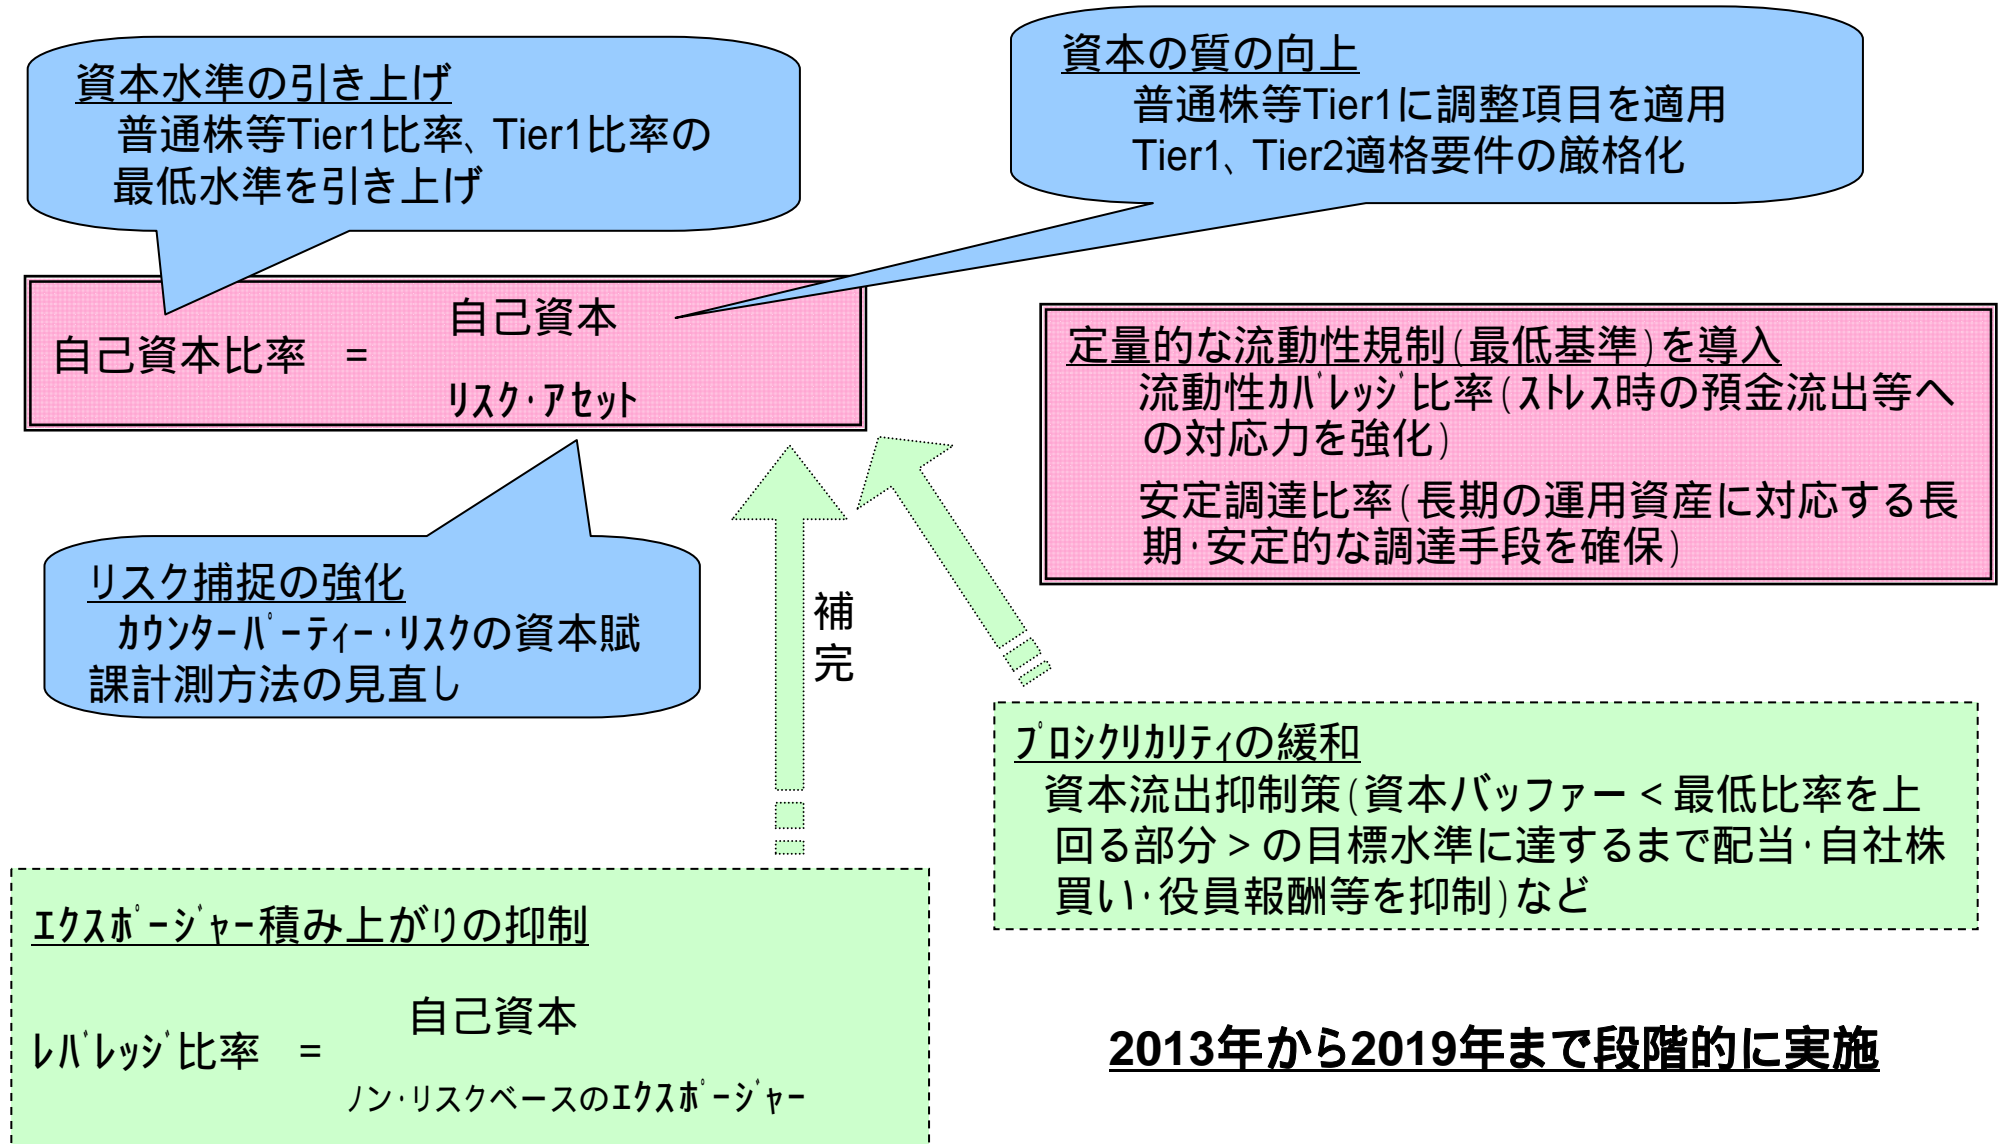 資本水準の引き上げ
普通株等Tier1比率、Tier1比率の
最低水準を引き上げ
資本の質の向上
普通株等Tier1に調整項目を適用
Tier1、Tier2適格要件の厳格化
自己資本比率 =
自己資本
リスク・アセット
定量的な流動性規制(最低基準)を導入
流動性ｶﾊﾞﾚｯｼﾞ比率(ｽﾄﾚｽ時の預金流出等へ
の対応力を強化)
安定調達比率(長期の運用資産に対応する長
期・安定的な調達手段を確保)
リスク捕捉の強化
ｶｳﾝﾀｰﾊﾟｰﾃｨｰ・ﾘｽｸの資本賦
課計測方法の見直し
補
完
ﾌﾟﾛｼｸﾘｶﾘﾃｨの緩和
資本流出抑制策(資本バッファー＜最低比率を上
回る部分＞の目標水準に達するまで配当・自社株
買い・役員報酬等を抑制)など
ｴｸｽﾎﾟｰｼﾞｬｰ積み上がりの抑制
ﾚﾊﾞﾚｯｼﾞ比率 =
自己資本
ノン・リスクベースのｴｸｽﾎﾟｰｼﾞｬｰ
2013年から2019年まで段階的に実施